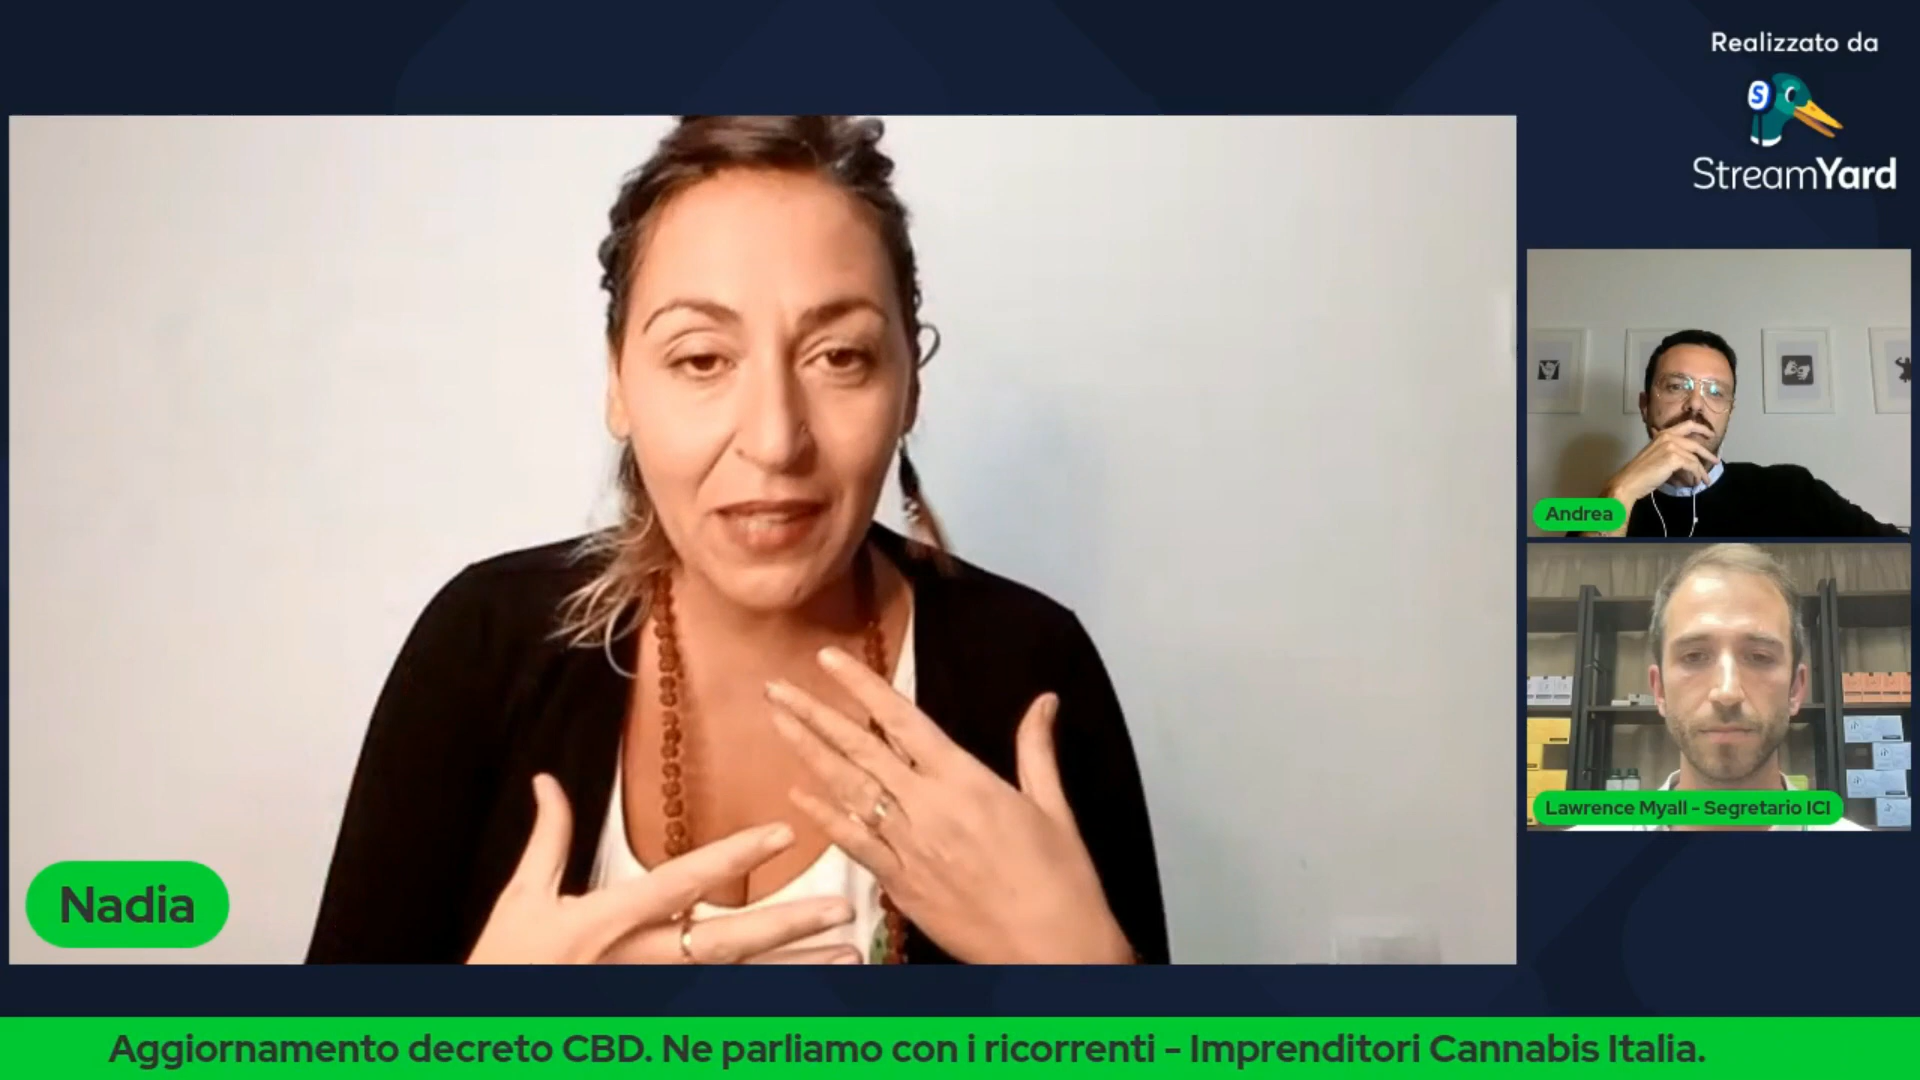 Realizzato da
StreamYard
Andrea
Lawrence Myall - Segretario ICI
Nadia
Aggiornamento decreto CBD. Ne parliamo con i ricorrenti - Imprenditori Cannabis Italia.